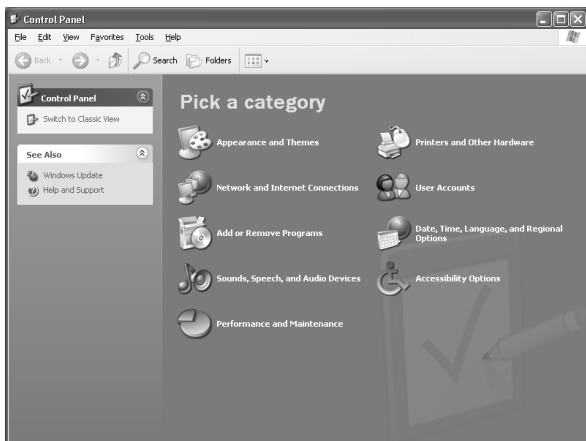 Control Panel
File Edit View Favorites Tools Help
Back Search Folders
Control Panel
Switch to Classic View
See Also
Windows Update
Help and Support
Pick a category
Appearance and Themes
Printers and Other Hardware
Network and Internet Connections
User Accounts
Add or Remove Programs
Date, Time, Language, and Regional
Options
Sounds, Speech, and Audio Devices
Accessibility Options
Performance and Maintenance